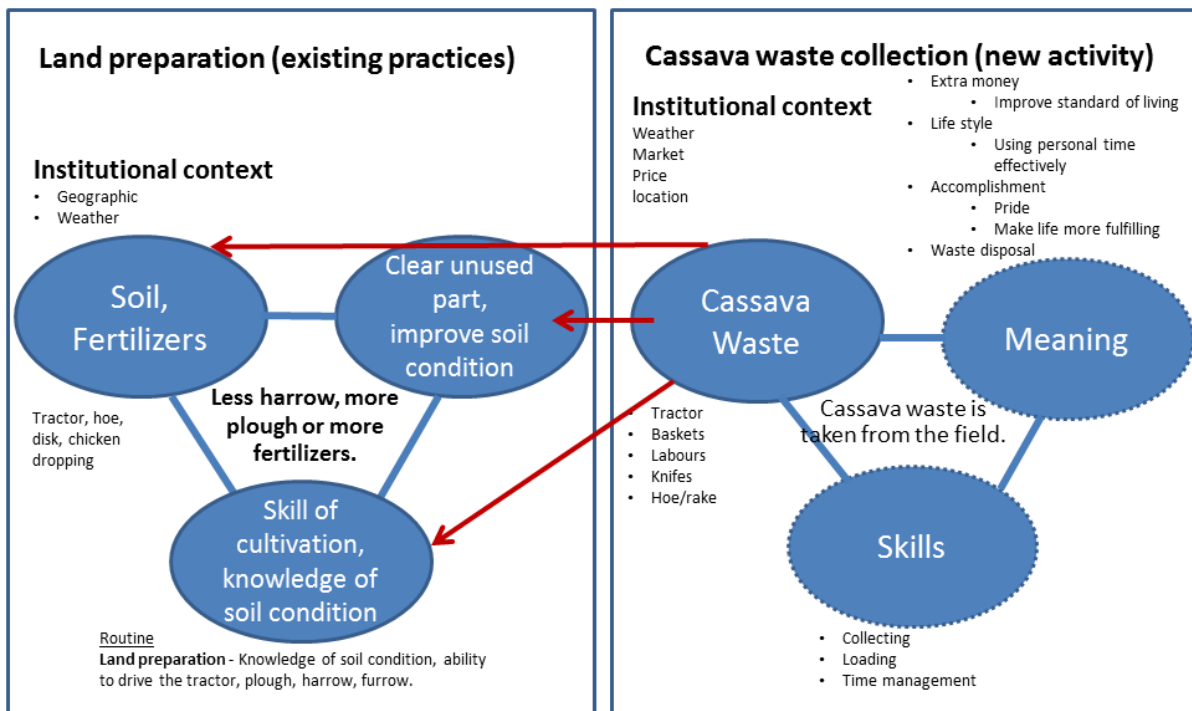 Land preparation (existing practices)
Institutional context
• Geographic
• Weather
Soil,
Fertilizers
Clear unused
part,
improve soil
condition
Less harrow, more
plough or more
fertilizers.
Tractor, hoe,
disk, chicken
dropping
Skill of
cultivation,
knowledge of
soil condition
Routine
Land preparation - Knowledge of soil condition, ability
to drive the tractor, plough, harrow, furrow.
Cassava waste collection (new activity)
Institutional context
Weather
Market
Price
location
• Extra money
• Improve standard of living
• Life style
• Using personal time
effectively
• Accomplishment
• Pride
• Make life more fulfilling
• Waste disposal
Cassava
Waste
Meaning
• Tractor
• Baskets
• Labours
• Knifes
• Hoe/rake
Cassava waste is
taken from the field.
Skills
• Collecting
• Loading
• Time management